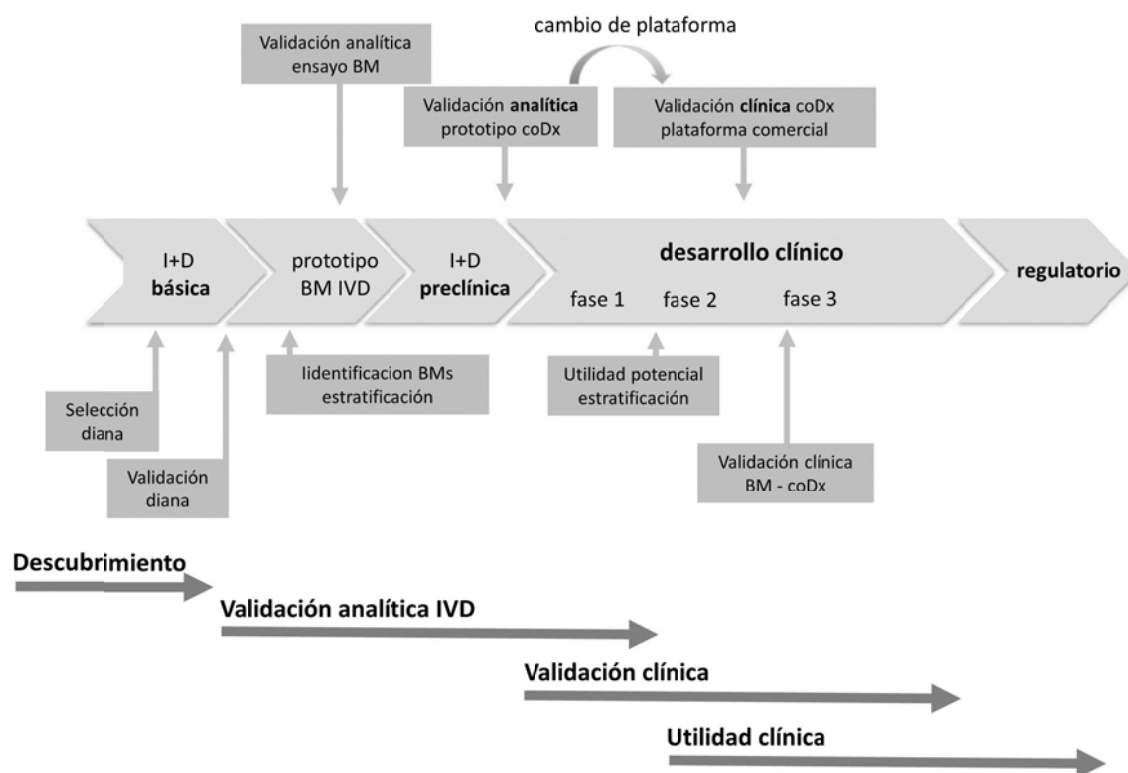 cambio de plataforma
Validación analítica
ensayo BM
Validación analítica
prototipo coDx
Validación clínica coDx
plataforma comercial
I+D
básica
prototipo
BM IVD
I+D
preclínica
desarrollo clínico
fase 1
fase 2
fase 3
regulatorio
Selección
diana
Validación
diana
Iidentificacion BMs
estratificación
Utilidad potencial
estratificación
Validación clínica
BM - coDx
Descubrimiento
Validación analítica IVD
Validación clínica
Utilidad clínica